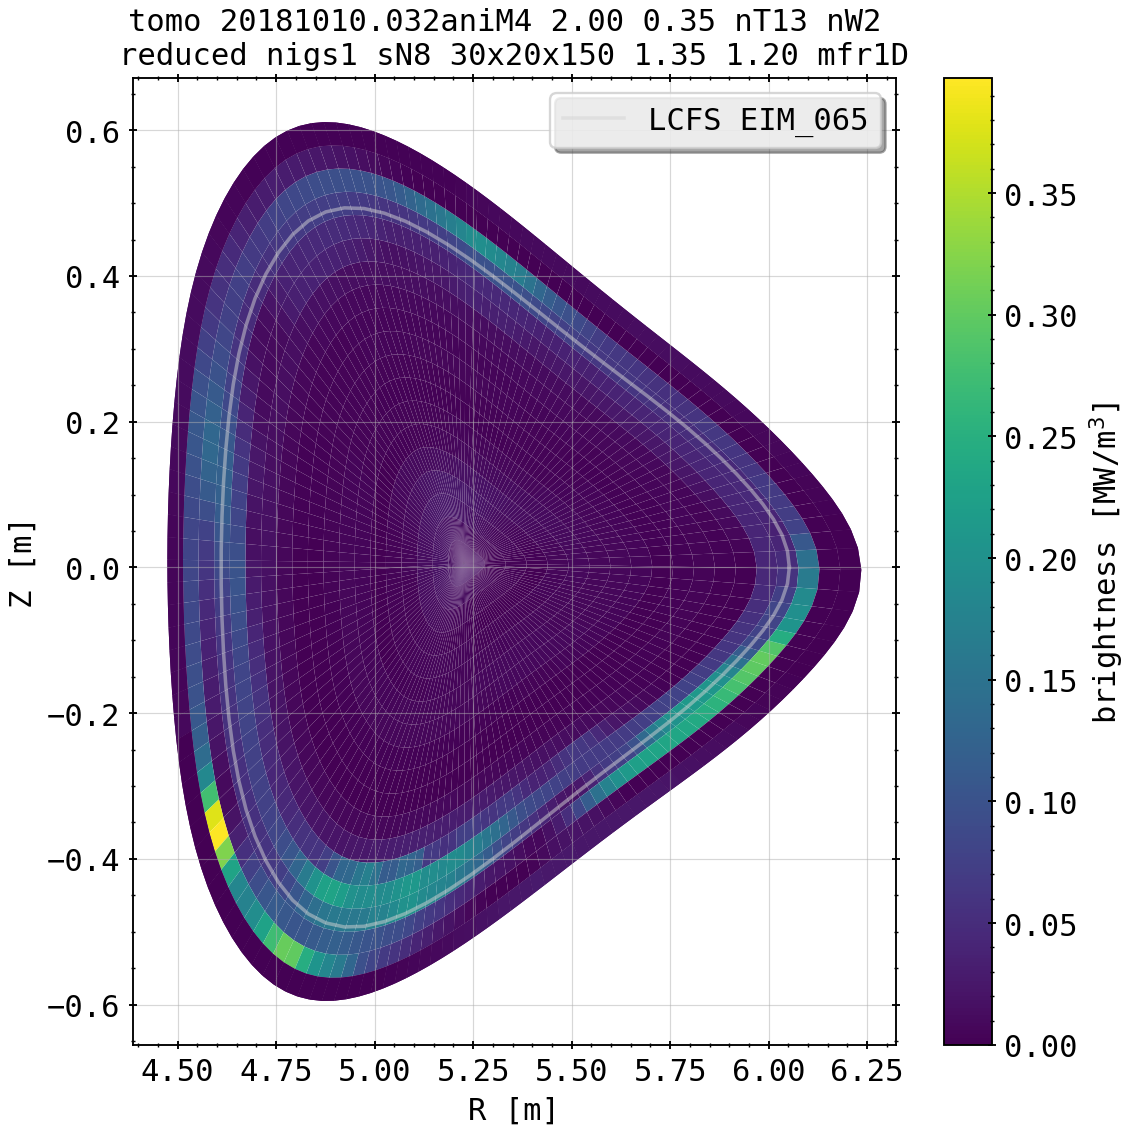 tomo 20181010.032aniM4 2.00 0.35 nT13 nW2
reduced nigs1 sN8 30x20x150 1.35 1.20 mfr1D
LCFS EIM_065
0.6
0.4
0.2
0.0
−0.2
−0.4
−0.6
Z [m]
4.50 4.75 5.00 5.25 5.50 5.75 6.00 6.25
R [m]
0.35
0.30
0.25
0.20
0.15
0.10
0.05
0.00
brightness [MW/m³]